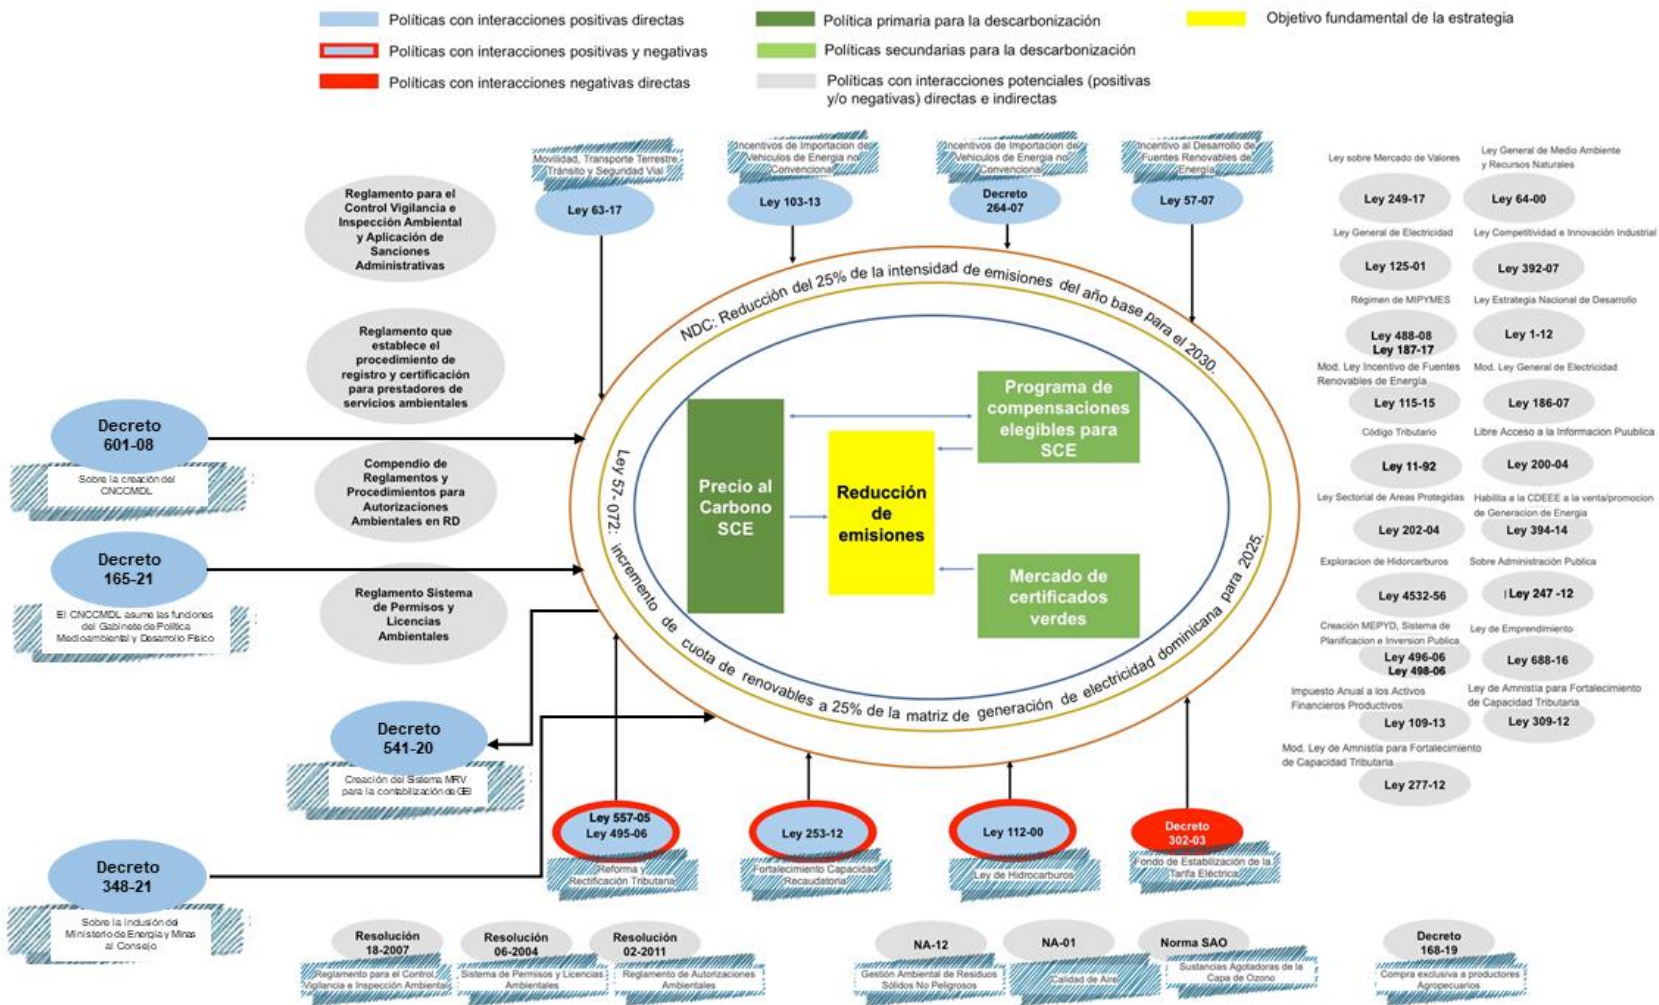 Políticas con interacciones positivas directas
Políticas con interacciones positivas y negativas
Políticas con interacciones negativas directas
Política primaria para la descarbonización
Políticas secundarias para la descarbonización
Políticas con interacciones potenciales (positivas
y/o negativas) directas e indirectas
Objetivo fundamental de la estrategia
Movilidad, Transporte Terrestre,
Tránsito y Seguridad Vial
Ley 63-17
Incentivos de Importacion de
Vehiculos de Energia no
Convencional
Ley 103-13
Incentivos de Importacion de
Vehiculos de Energia no
Convencional
Decreto
264-07
Incentivo al Desarrollo de
Fuentes Renovables de
Energía
Ley 57-07
Reglamento para el
Control Vigilancia e
Inspección Ambiental
y Aplicación de
Sanciones
Administrativas
Reglamento que
establece el
procedimiento de
registro y certificación
para prestadores de
servicios ambientales
Compendio de
Reglamentos y
Procedimientos para
Autorizaciones
Ambientales en RD
Reglamento Sistema
de Permisos y
Licencias
Ambientales
Decreto
601-08
Sobre la creación del
CNCCMDL
Decreto
165-21
El CNCCMDL asume las funciones
del Gabinete de Política
Medioambiental y Desarrollo Físico
Decreto
541-20
Creación del Sistema MRV
para la contabilización de GEI
Decreto
348-21
Sobre la inclusión del
Ministerio de Energía y Minas
al Consejo
NDC: Reducción del 25% de la intensidad de emisiones del año base para el 2030.
Ley 57-072: incremento de cuota de renovables a 25% de la matriz de generación de electricidad dominicana para 2025.
Precio al
Carbono
SCE
Reducción
de
emisiones
Programa de
compensaciones
elegibles para
SCE
Mercado de
certificados
verdes
Ley 557-05
Ley 495-06
Reforma y
Rectificación Tributaria
Ley 253-12
Fortalecimiento Capacidad
Recaudatoria
Ley 112-00
Ley de Hidrocarburos
Decreto
302-03
Fondo de Estabilización de la
Tarifa Eléctrica
Ley sobre Mercado de Valores
Ley 249-17
Ley General de Medio Ambiente
y Recursos Naturales
Ley 64-00
Ley General de Electricidad
Ley 125-01
Ley Competitividad e Innovación Industrial
Ley 392-07
Régimen de MIPYMES
Ley 488-08
Ley 187-17
Ley Estrategia Nacional de Desarrollo
Ley 1-12
Mod. Ley Incentivo de Fuentes
Renovables de Energía
Ley 115-15
Mod. Ley General de Electricidad
Ley 186-07
Código Tributario
Ley 11-92
Libre Acceso a la Informacion Puublica
Ley 200-04
Ley Sectorial de Areas Protegidas
Ley 202-04
Habilita a la CDEEE a la venta/promocion
de Generacion de Energia
Ley 394-14
Exploracion de Hidorcarburos
Ley 4532-56
Sobre Administración Publica
Ley 247 -12
Creación MEPYD, Sistema de
Planificacion e Inversion Publica
Ley 496-06
Ley 498-06
Ley de Emprendimiento
Ley 688-16
Impuesto Anual a los Activos
Financieros Productivos
Ley 109-13
Ley de Amnistía para Fortalecimiento
de Capacidad Tributaria
Ley 309-12
Mod. Ley de Amnistía para Fortalecimiento
de Capacidad Tributaria
Ley 277-12
Resolución
18-2007
Reglamento para el Control,
Vigilancia e Inspección Ambiental
Resolución
06-2004
Sistema de Permisos y Licencias
Ambientales
Resolución
02-2011
Reglamento de Autorizaciones
Ambientales
NA-12
Gestión Ambiental de Residuos
Sólidos No Peligrosos
NA-01
Calidad de Aire
Norma SAO
Sustancias Agotadoras de la
Capa de Ozono
Decreto
168-19
Compra exclusiva a productores
Agropecuarios